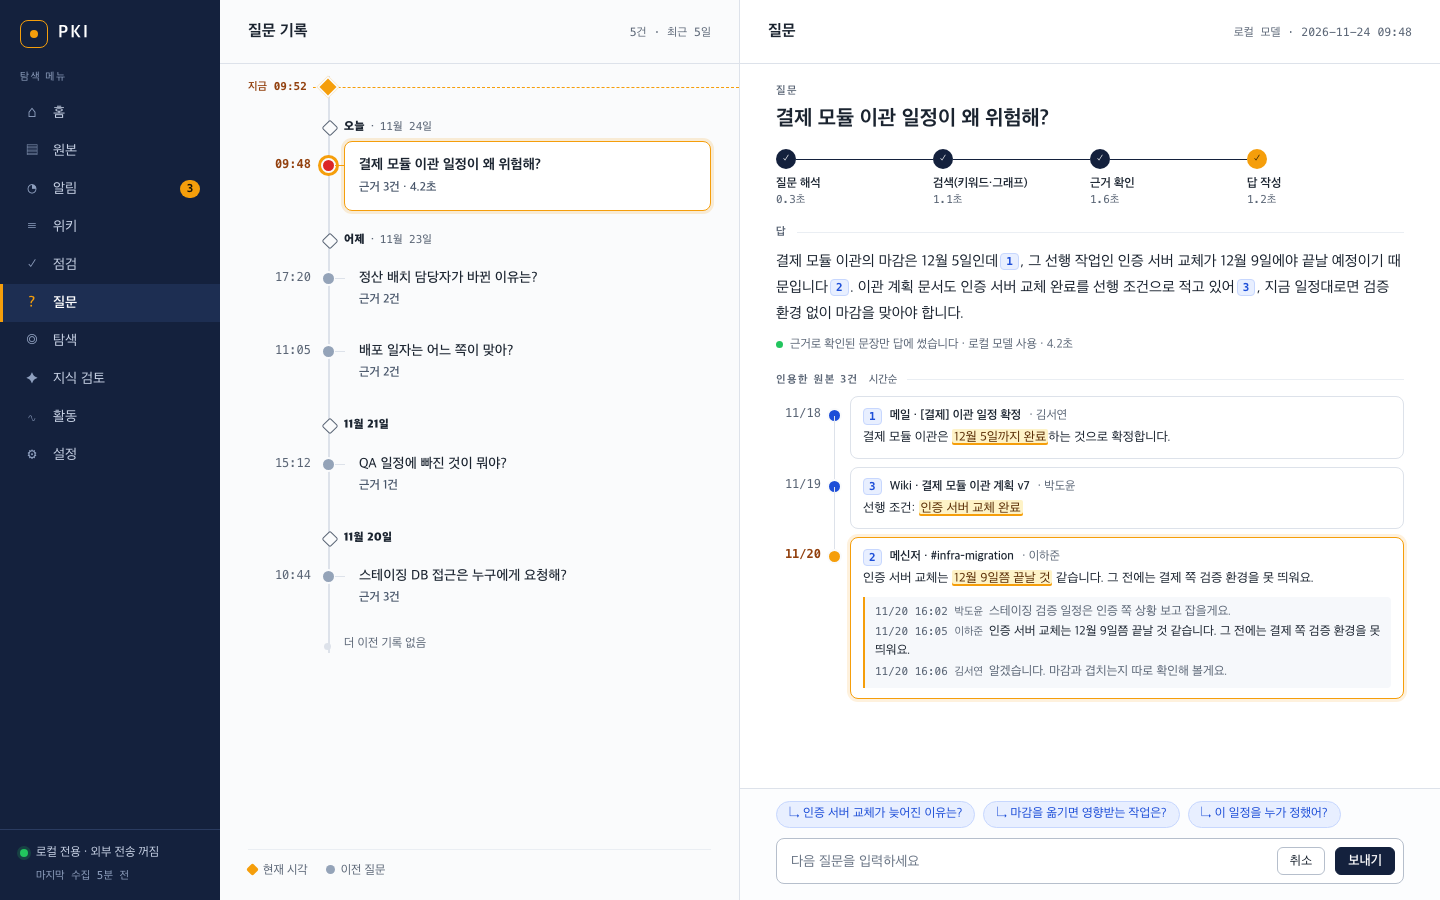 PKI
탐색 메뉴
홈
원본
알림 3
위키
점검
질문
탐색
지식 검토
활동
설정
로컬 전용 · 외부 전송 꺼짐
마지막 수집 5분 전
질문 기록
5건 · 최근 5일
지금 09:52
오늘 · 11월 24일
09:48 결제 모듈 이관 일정이 왜 위험해?
근거 3건 · 4.2초
어제 · 11월 23일
17:20 정산 배치 담당자가 바뀐 이유는?
근거 2건
11:05 배포 일자는 어느 쪽이 맞아?
근거 2건
11월 21일
15:12 QA 일정에 빠진 것이 뭐야?
근거 1건
11월 20일
10:44 스테이징 DB 접근은 누구에게 요청해?
근거 3건
더 이전 기록 없음
현재 시각 이전 질문
질문
로컬 모델 · 2026-11-24 09:48
질문
결제 모듈 이관 일정이 왜 위험해?
질문 해석 검색(키워드·그래프) 근거 확인 답 작성
0.3초 1.1초 1.6초 1.2초
답
결제 모듈 이관의 마감은 12월 5일인데 1 , 그 선행 작업인 인증 서버 교체가 12월 9일에야 끝날 예정이기 때
문입니다 2 . 이관 계획 문서도 인증 서버 교체 완료를 선행 조건으로 적고 있어 3 , 지금 일정대로면 검증
환경 없이 마감을 맞아야 합니다.
근거로 확인된 문장만 답에 썼습니다 · 로컬 모델 사용 · 4.2초
인용한 원본 3건 시간순
11/18 1 메일 · [결제] 이관 일정 확정 · 김서연
결제 모듈 이관은 12월 5일까지 완료하는 것으로 확정합니다.
11/19 3 Wiki · 결제 모듈 이관 계획 v7 · 박도윤
선행 조건: 인증 서버 교체 완료
11/20 2 메신저 · #infra-migration · 이하준
인증 서버 교체는 12월 9일쯤 끝날 것 같습니다. 그 전에는 결제 쪽 검증 환경을 못 띄워요.
11/20 16:02 박도윤 스테이징 검증 일정은 인증 쪽 상황 보고 잡을게요.
11/20 16:05 이하준 인증 서버 교체는 12월 9일쯤 끝날 것 같습니다. 그 전에는 결제 쪽 검증 환경을 못
띄워요.
11/20 16:06 김서연 알겠습니다. 마감과 겹치는지 따로 확인해 볼게요.
인증 서버 교체가 늦어진 이유는? 마감을 옮기면 영향받는 작업은? 이 일정을 누가 정했어?
다음 질문을 입력하세요 취소 보내기